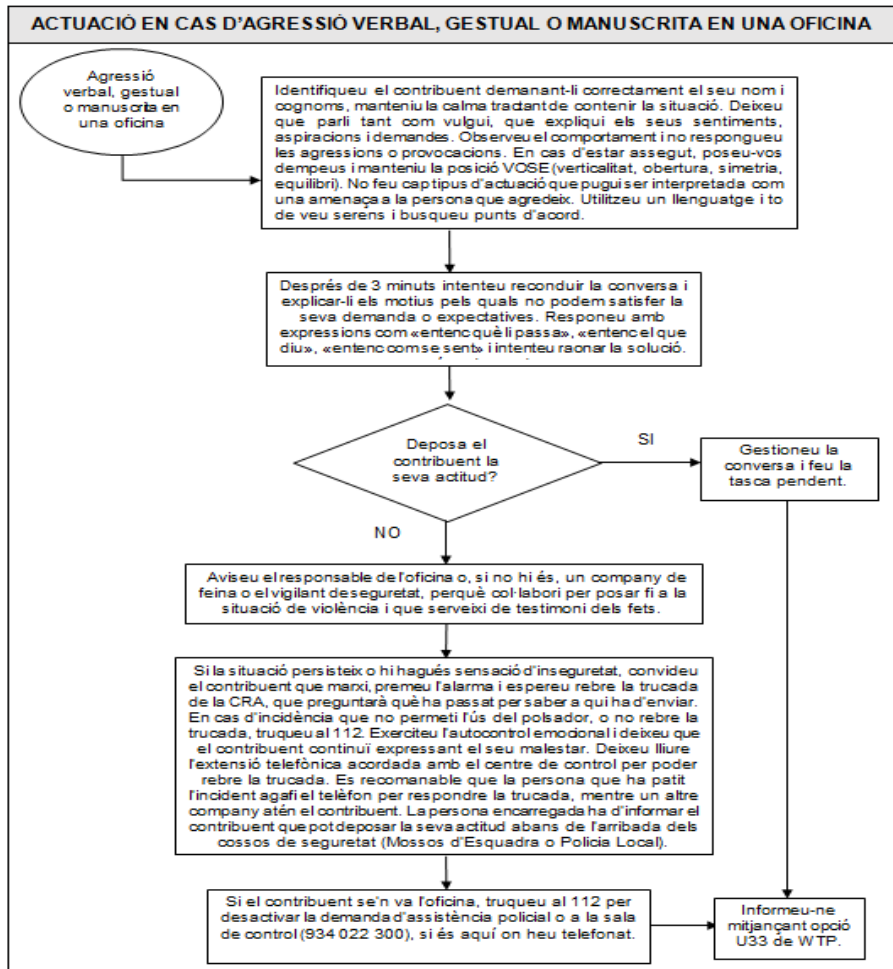 ACTUACIÓ EN CAS D'AGRESSIÓ VERBAL, GESTUAL O MANUSCRITA EN UNA OFICINA
Agressió
verbal, gestual
o manuscrita en
una oficina
Identifiqueu el contribuent demanant-li correctament el seu nom i
cognoms, manteniu la calma tractant de contenir la situació. Deixeu
que parli tant com vulgui, que expliqui els seus sentiments,
aspiracions i demandes. Observeu el comportament i no respongueu
les agressions o provocacions. En cas d'estar assegut, poseu-vos
dempeus i manteniu la posició VOSE (verticalitat, obertura, simetria,
equilibri). No feu cap tipus d'actuació que pugui ser interpretada com
una amenaça a la persona que agredeix. Utilitzeu un llenguatge i to
de veu serens i busqueu punts d'acord.
Després de 3 minuts intenteu reconduir la conversa i
explicar-li els motius pels quals no podem satisfer la
seva demanda o expectatives. Responeu amb
expressions com «entenc què li passa», «entenc el que
diu», «entenc com se sent» i intenteu raonar la solució.
Deposa el
contribuent la
seva actitud?
SI
Gestioneu la
conversa i feu la
tasca pendent.
NO
Aviseu el responsable de l'oficina o, si no hi és, un company de
feina o el vigilant de seguretat, perquè col·labori per posar fi a la
situació de violència i que serveixi de testimoni dels fets.
Si la situació persisteix o hi hagués sensació d'inseguretat, convideu
el contribuent que marxi, premeu l'alarma i espereu rebre la trucada
de la CRA, que preguntarà què ha passat per saber a qui ha d'enviar.
En cas d'incidència que no permeti l'ús del polsador, o no rebre la
trucada, truqueu al 112. Exerciteu l'autocontrol emocional i deixeu que
el contribuent continuï expressant el seu malestar. Deixeu lliure
l'extensió telefònica acordada amb el centre de control per poder
rebre la trucada. Es recomanable que la persona que ha patit
l'incident agafi el telèfon per respondre la trucada, mentre un altre
company atén el contribuent. La persona encarregada ha d'informar el
contribuent que pot deposar la seva actitud abans de l'arribada dels
cossos de seguretat (Mossos d'Esquadra o Policia Local).
Si el contribuent se'n va l'oficina, truqueu al 112 per
desactivar la demanda d'assistència policial o a la sala
de control (934 022 300), si és aquí on heu telefonat.
Informeu-ne
mitjançant opció
U33 de WTP.